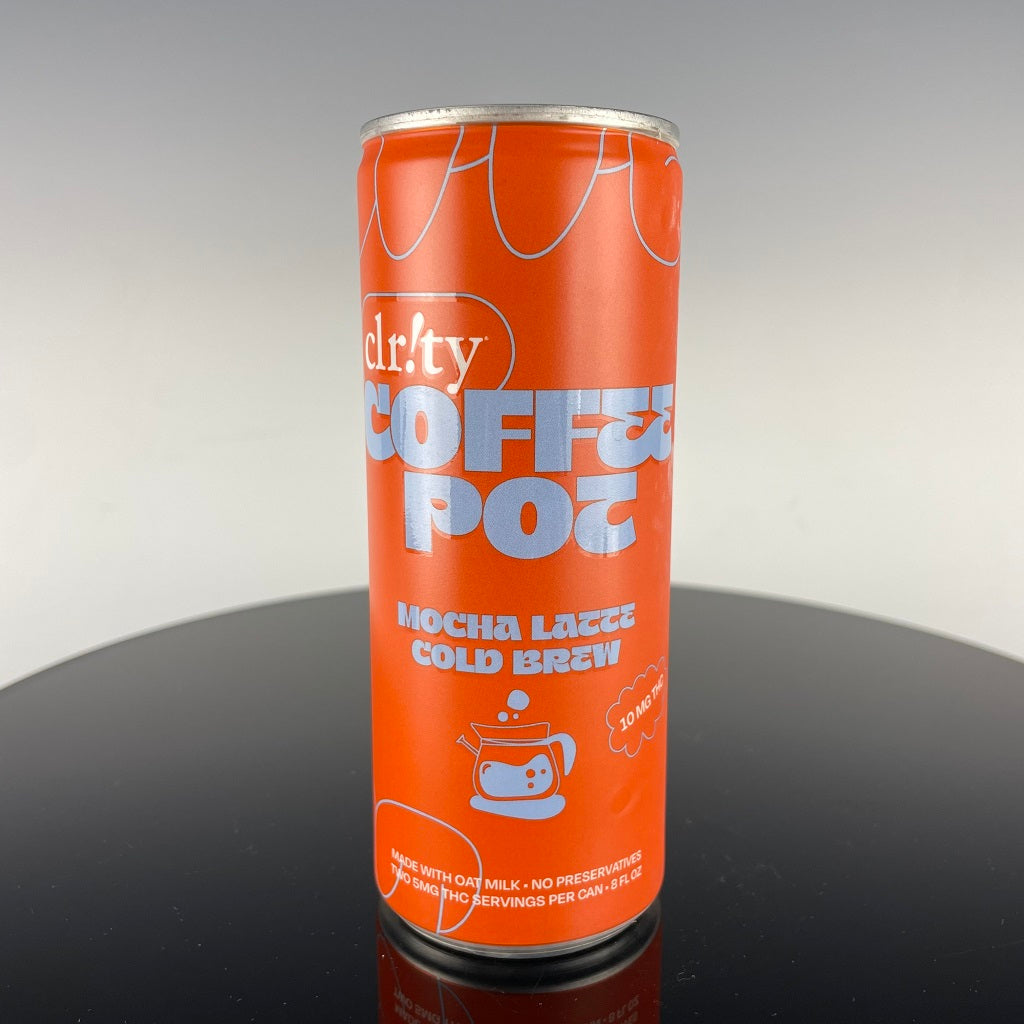 clr!ty
COFFEE
POT
MOCHA LATTE
COLD BREW
10 MG THC
MADE WITH OAT MILK • NO PRESERVATIVES
TWO 5MG THC SERVINGS PER CAN • 8 FL OZ